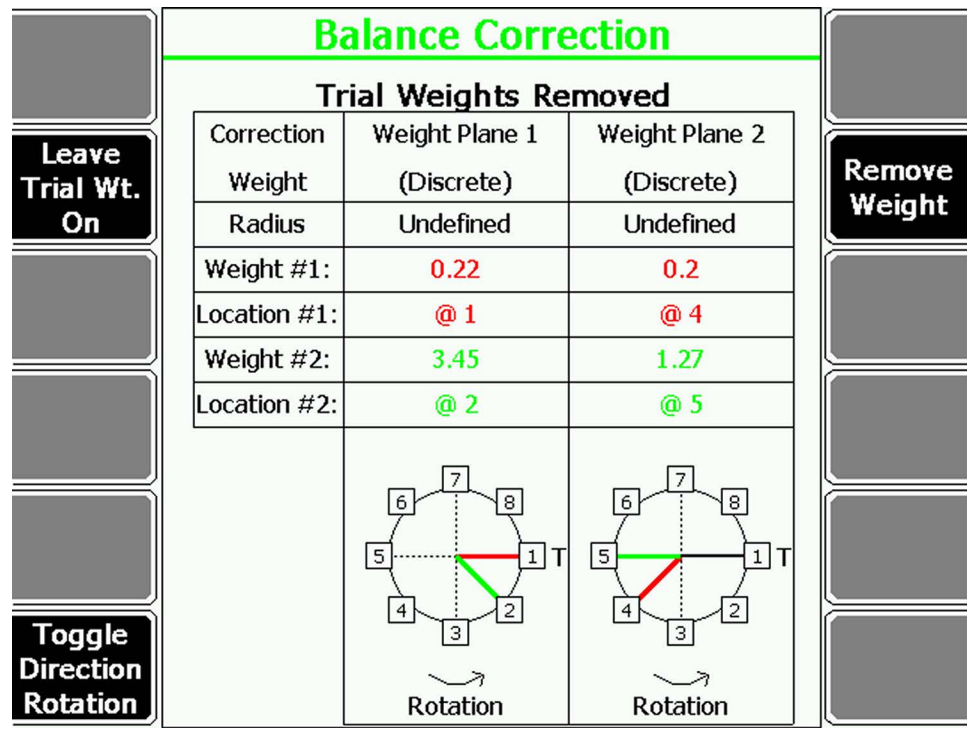 Balance Correction
Trial Weights Removed
Leave
Trial Wt.
On
Toggle
Direction
Rotation
Correction
Weight
Weight Plane 1
(Discrete)
Weight Plane 2
(Discrete)
Radius Undefined Undefined
Weight #1: 0.22 0.2
Location #1: @ 1 @ 4
Weight #2: 3.45 1.27
Location #2: @ 2 @ 5
7
6 8
5 1 T
4 2
3
Rotation
7
6 8
5 1 T
4 2
3
Rotation
Remove
Weight